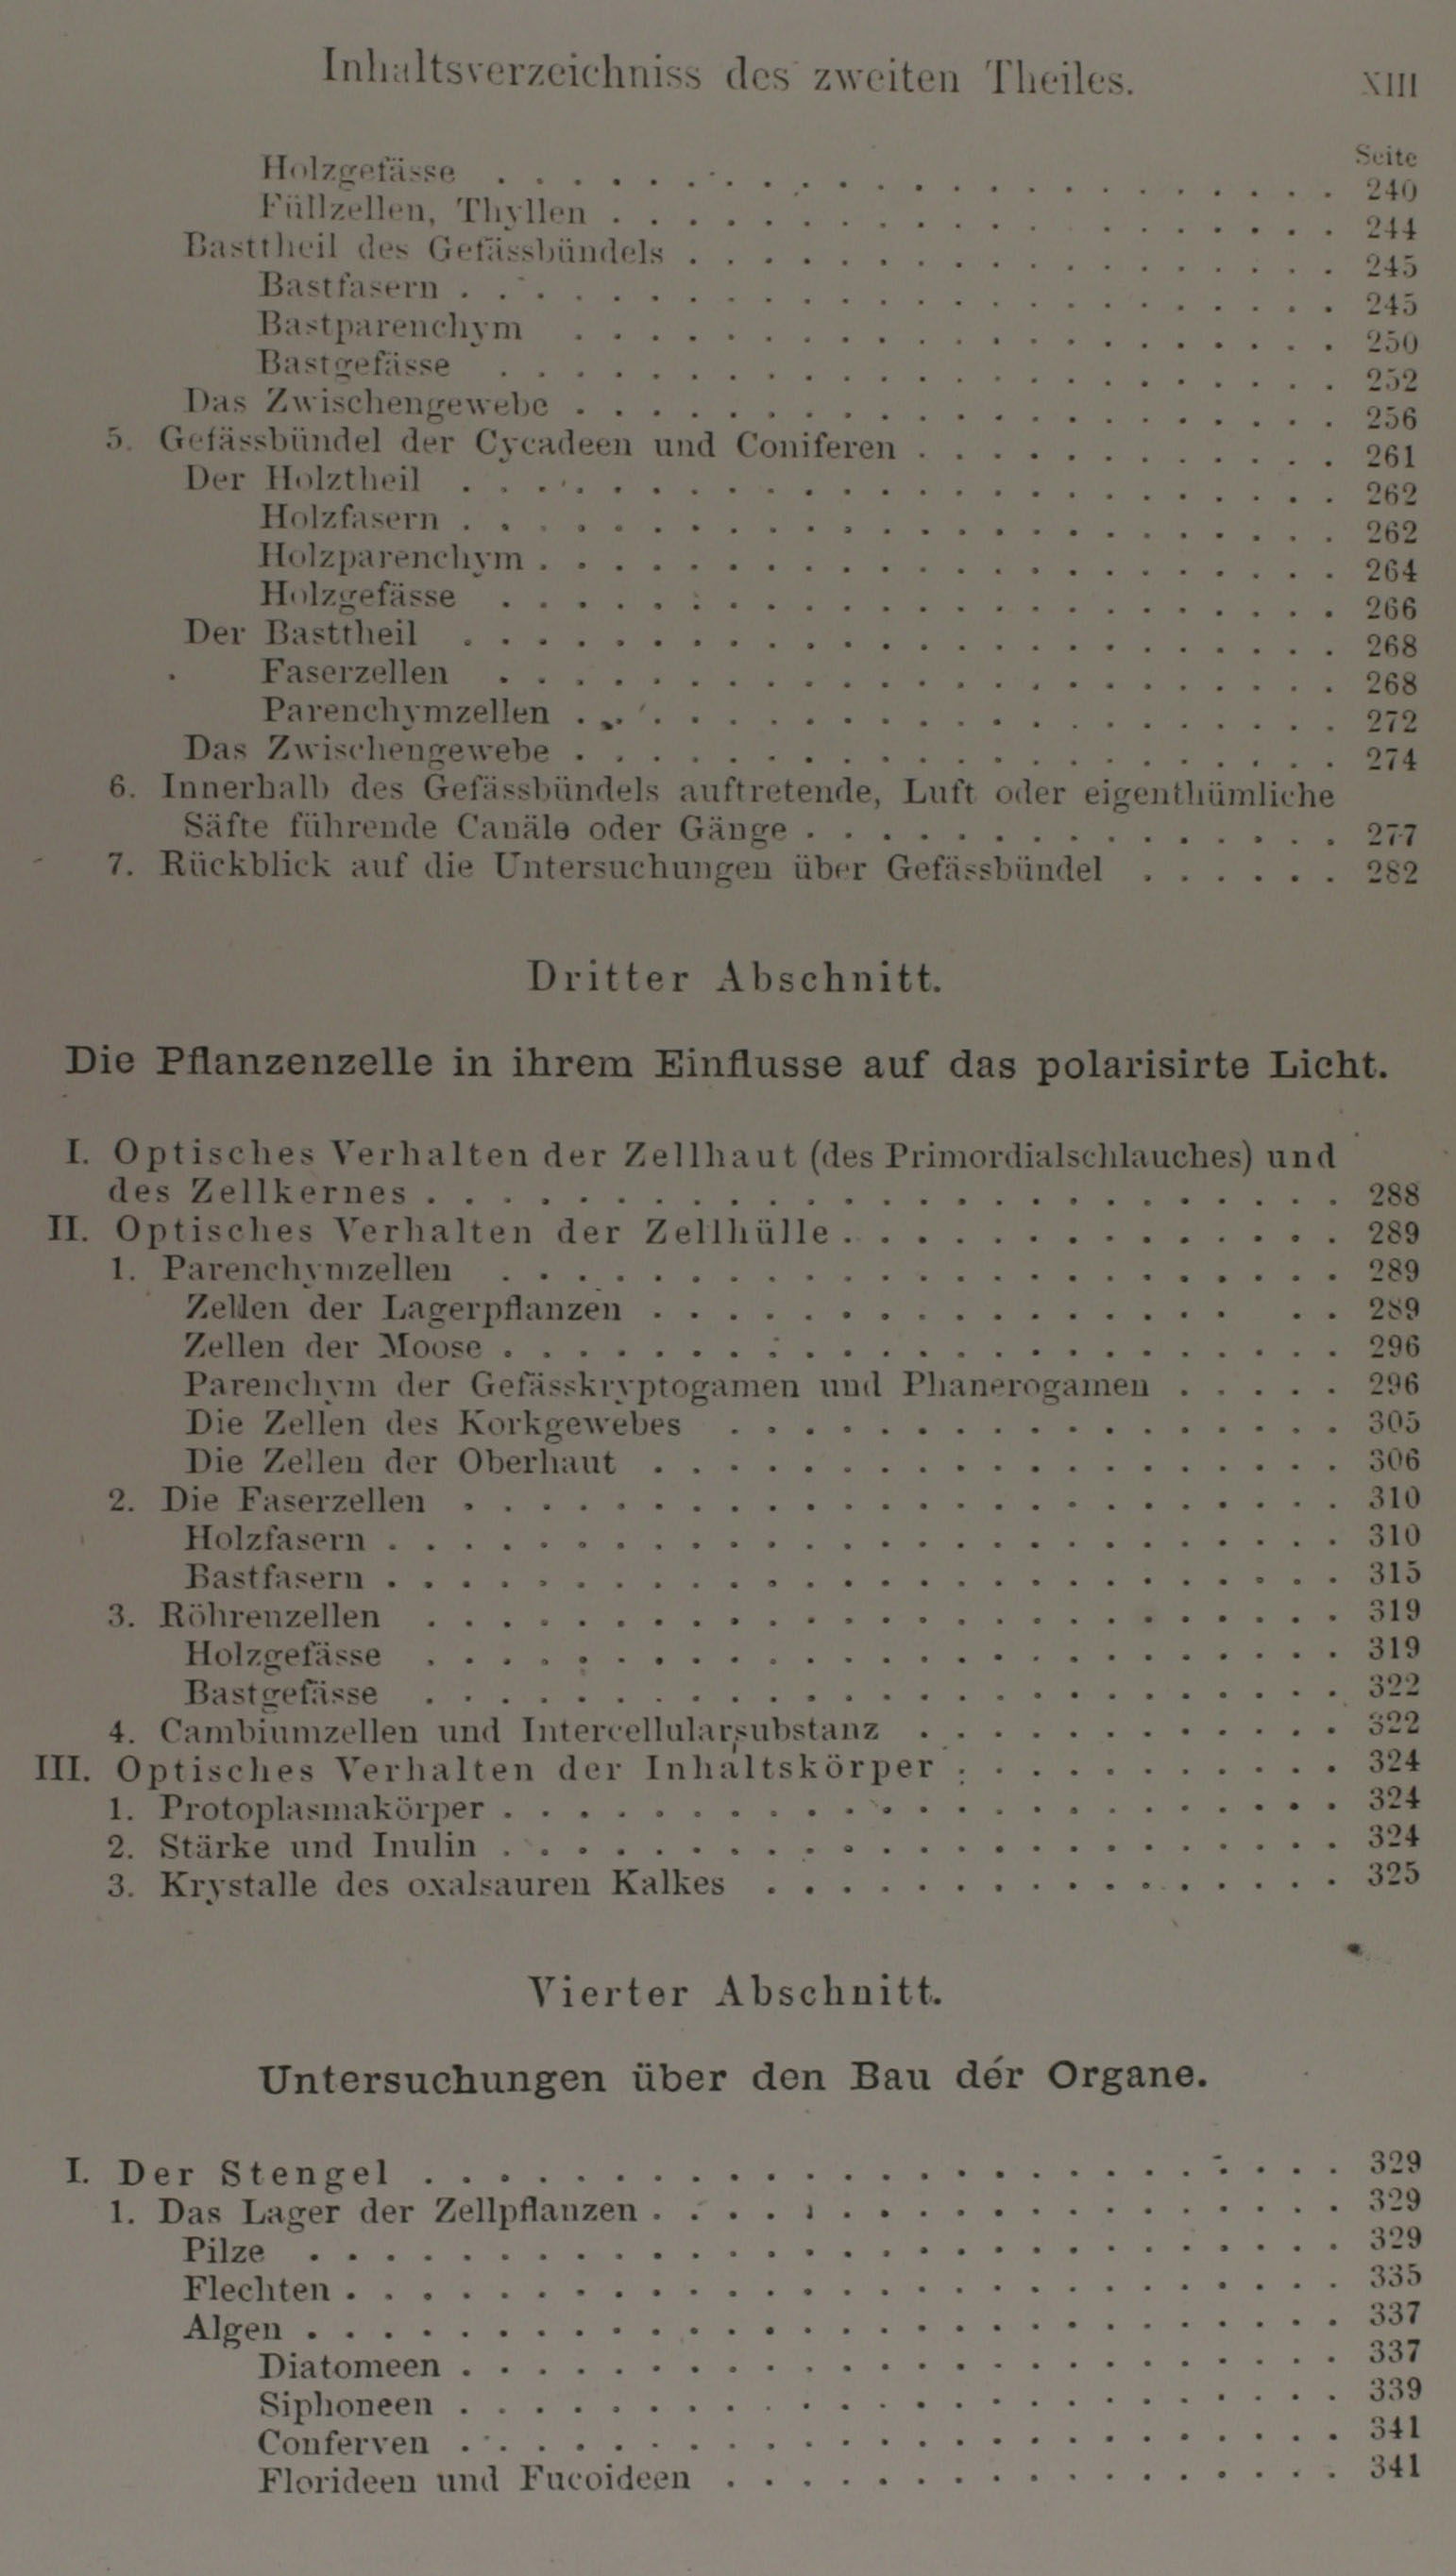 Inhaltsverzeichniss des zweiten Theiles. XIII
Seite
Holzgefässe . . . . . . . . . . . . . . . . . . . . . . . 240
Füllzellen, Thyllen . . . . . . . . . . . . . . . . . . . . 244
Basttheil des Gefässbündels . . . . . . . . . . . . . . . . . . 245
Bastfasern . . . . . . . . . . . . . . . . . . . . . . . . 245
Bastparenchym . . . . . . . . . . . . . . . . . . . . . 250
Bastgefässe . . . . . . . . . . . . . . . . . . . . . . . 252
Das Zwischengewebe . . . . . . . . . . . . . . . . . . . . . 256
5. Gefässbündel der Cycadeen und Coniferen . . . . . . . . . . . . 261
Der Holztheil . . . . . . . . . . . . . . . . . . . . . . . . 262
Holzfasern . . . . . . . . . . . . . . . . . . . . . . . . 262
Holzparenchym . . . . . . . . . . . . . . . . . . . . . . 264
Holzgefässe . . . . . . . . . . . . . . . . . . . . . . . 266
Der Basttheil . . . . . . . . . . . . . . . . . . . . . . . . 268
Faserzellen . . . . . . . . . . . . . . . . . . . . . . . 268
Parenchymzellen . . . . . . . . . . . . . . . . . . . . . 272
Das Zwischengewebe . . . . . . . . . . . . . . . . . . . . . 274
6. Innerhalb des Gefässbündels auftretende, Luft oder eigenthümliche
Säfte führende Canäle oder Gänge . . . . . . . . . . . . . . . 277
7. Rückblick auf die Untersuchungen über Gefässbündel . . . . . . 282
Dritter Abschnitt.
Die Pflanzenzelle in ihrem Einflusse auf das polarisirte Licht.
I. Optisches Verhalten der Zellhaut (des Primordialschlauches) und
des Zellkernes . . . . . . . . . . . . . . . . . . . . . . . . . 288
II. Optisches Verhalten der Zellhülle . . . . . . . . . . . . . . 289
1. Parenchymzellen . . . . . . . . . . . . . . . . . . . . . . . 289
Zellen der Lagerpflanzen . . . . . . . . . . . . . . . . . . 289
Zellen der Moose . . . . . . . . . . . . . . . . . . . . . . . 296
Parenchym der Gefässkryptogamen und Phanerogamen . . . . . 296
Die Zellen des Korkgewebes . . . . . . . . . . . . . . . . . 305
Die Zellen der Oberhaut . . . . . . . . . . . . . . . . . . . 306
2. Die Faserzellen . . . . . . . . . . . . . . . . . . . . . . . . 310
Holzfasern . . . . . . . . . . . . . . . . . . . . . . . . . . 310
Bastfasern . . . . . . . . . . . . . . . . . . . . . . . . . . 315
3. Röhrenzellen . . . . . . . . . . . . . . . . . . . . . . . . . 319
Holzgefässe . . . . . . . . . . . . . . . . . . . . . . . . . 319
Bastgefässe . . . . . . . . . . . . . . . . . . . . . . . . . 322
4. Cambiumzellen und Intercellularsubstanz . . . . . . . . . . . . 322
III. Optisches Verhalten der Inhaltskörper . . . . . . . . . . . 324
1. Protoplasmakörper . . . . . . . . . . . . . . . . . . . . . . . 324
2. Stärke und Inulin . . . . . . . . . . . . . . . . . . . . . . . 324
3. Krystalle des oxalsauren Kalkes . . . . . . . . . . . . . . . . 325
Vierter Abschnitt.
Untersuchungen über den Bau der Organe.
I. Der Stengel . . . . . . . . . . . . . . . . . . . . . . . . . 329
1. Das Lager der Zellpflanzen . . . . . . . . . . . . . . . . . . . 329
Pilze . . . . . . . . . . . . . . . . . . . . . . . . . . . . 329
Flechten . . . . . . . . . . . . . . . . . . . . . . . . . . . 335
Algen . . . . . . . . . . . . . . . . . . . . . . . . . . . . 337
Diatomeen . . . . . . . . . . . . . . . . . . . . . . . . 337
Siphoneen . . . . . . . . . . . . . . . . . . . . . . . . 339
Conferven . . . . . . . . . . . . . . . . . . . . . . . . 341
Florideen und Fucoideen . . . . . . . . . . . . . . . . . 341